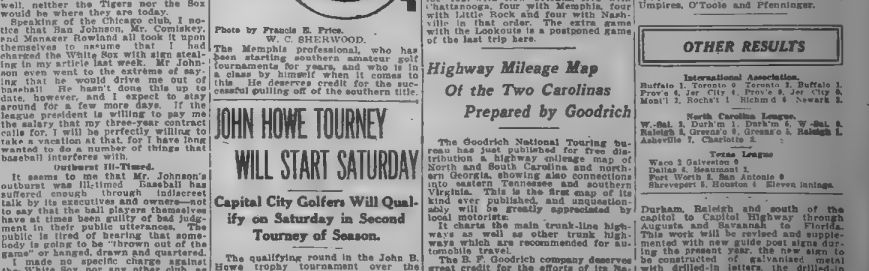 well, neither the Tigers nor the Sox
would be where they are today.
Speaking of the Chicago club, I no-
tice that Ban Johnson, Mr. Comiskey,
and Manager Rowland all took it upon
themselves to assume that I had
charged the White Sox with sign steal-
ing in my article last week. Mr. John-
son even went to the extreme of say-
ing that he would drive me out of
baseball. He hasn't done this up to
date, however, and I expect to stay
around for a few more days. If the
league president is willing to pay me
the salary that my three-year contract
calls for, I will be perfectly willing to
take a vacation at that, for I have long
wanted to do a number of things that
baseball interferes with.
Outburst Ill-Timed.
It seems to me that Mr. Johnson's
outburst was ill-timed. Baseball has
suffered enough through indiscreet
talk by its executives and owners—not
to say that the ball players themselves
have at times been guilty of bad judg-
ment in their public utterances. The
public is tired of hearing that some-
body is going to be "thrown out of the
game" or banged, drawn and quartered.
I made no specific charge against
the White Sox nor any other club, as
Photo by Francis E. Price.
W. C. SHERWOOD.
The Memphis professional, who has
been starting southern amateur golf
tournaments for years, and who is in
a class by himself when it comes to
this. He deserves credit for the suc-
cessful pulling off of the southern title.
JOHN HOWE TOURNEY
WILL START SATURDAY
Capital City Golfers Will Qual-
ify on Saturday in Second
Tourney of Season.
The qualifying round in the John B.
Howe trophy tournament over the
Chattanooga, four with Memphis, four
with Little Rock and four with Nash-
ville in that order. The extra game
with the Lookouts is a postponed game
of the last trip here.
Highway Mileage Map
Of the Two Carolinas
Prepared by Goodrich
The Goodrich National Touring bu-
reau has just published for free dis-
tribution a highway mileage map of
North and South Carolina and north-
ern Georgia, showing also connections
into eastern Tennessee and southern
Virginia. This is the first map of its
kind ever published, and unquestion-
ably will be greatly appreciated by
local motorists.
It charts the main trunk-line high-
ways as well as other trunk high-
ways which are recommended for au-
tomobile travel.
The B. F. Goodrich company deserves
great credit for the efforts of its Na-
Umpires, O'Toole and Pfenninger.
OTHER RESULTS
International Association.
Buffalo 1, Toronto 0 Toronto 3, Buffalo 1.
Prov'e 6, Jer City 0, Prov'e 5, Jer City 0
Mont'l 2, Rochs't 1 Richm'd 6 Newark 2.
North Carolina League.
W.-Sal. 3, Durh'm 1, Durh'm 6, W-Sal. 0.
Raleigh 3, Greens'o 0, Greens'o 5, Raleigh 1.
Asheville 7, Charlotte 2.
Texas League
Waco 2 Galveston 0
Dallas 4, Beaumont 2.
Fort Worth 3, San Antonio 0
Shreveport 5, Houston 4 Eleven innings.
Durham, Raleigh and south of the
capitol to Capitol Highway through
Augusta and Savannah to Florida.
This work will be revised and supple-
mented with new guide post signs dur-
ing the present year, the new sign to
be constructed of galvanised metal
with drilled-in letters, the drilled-in